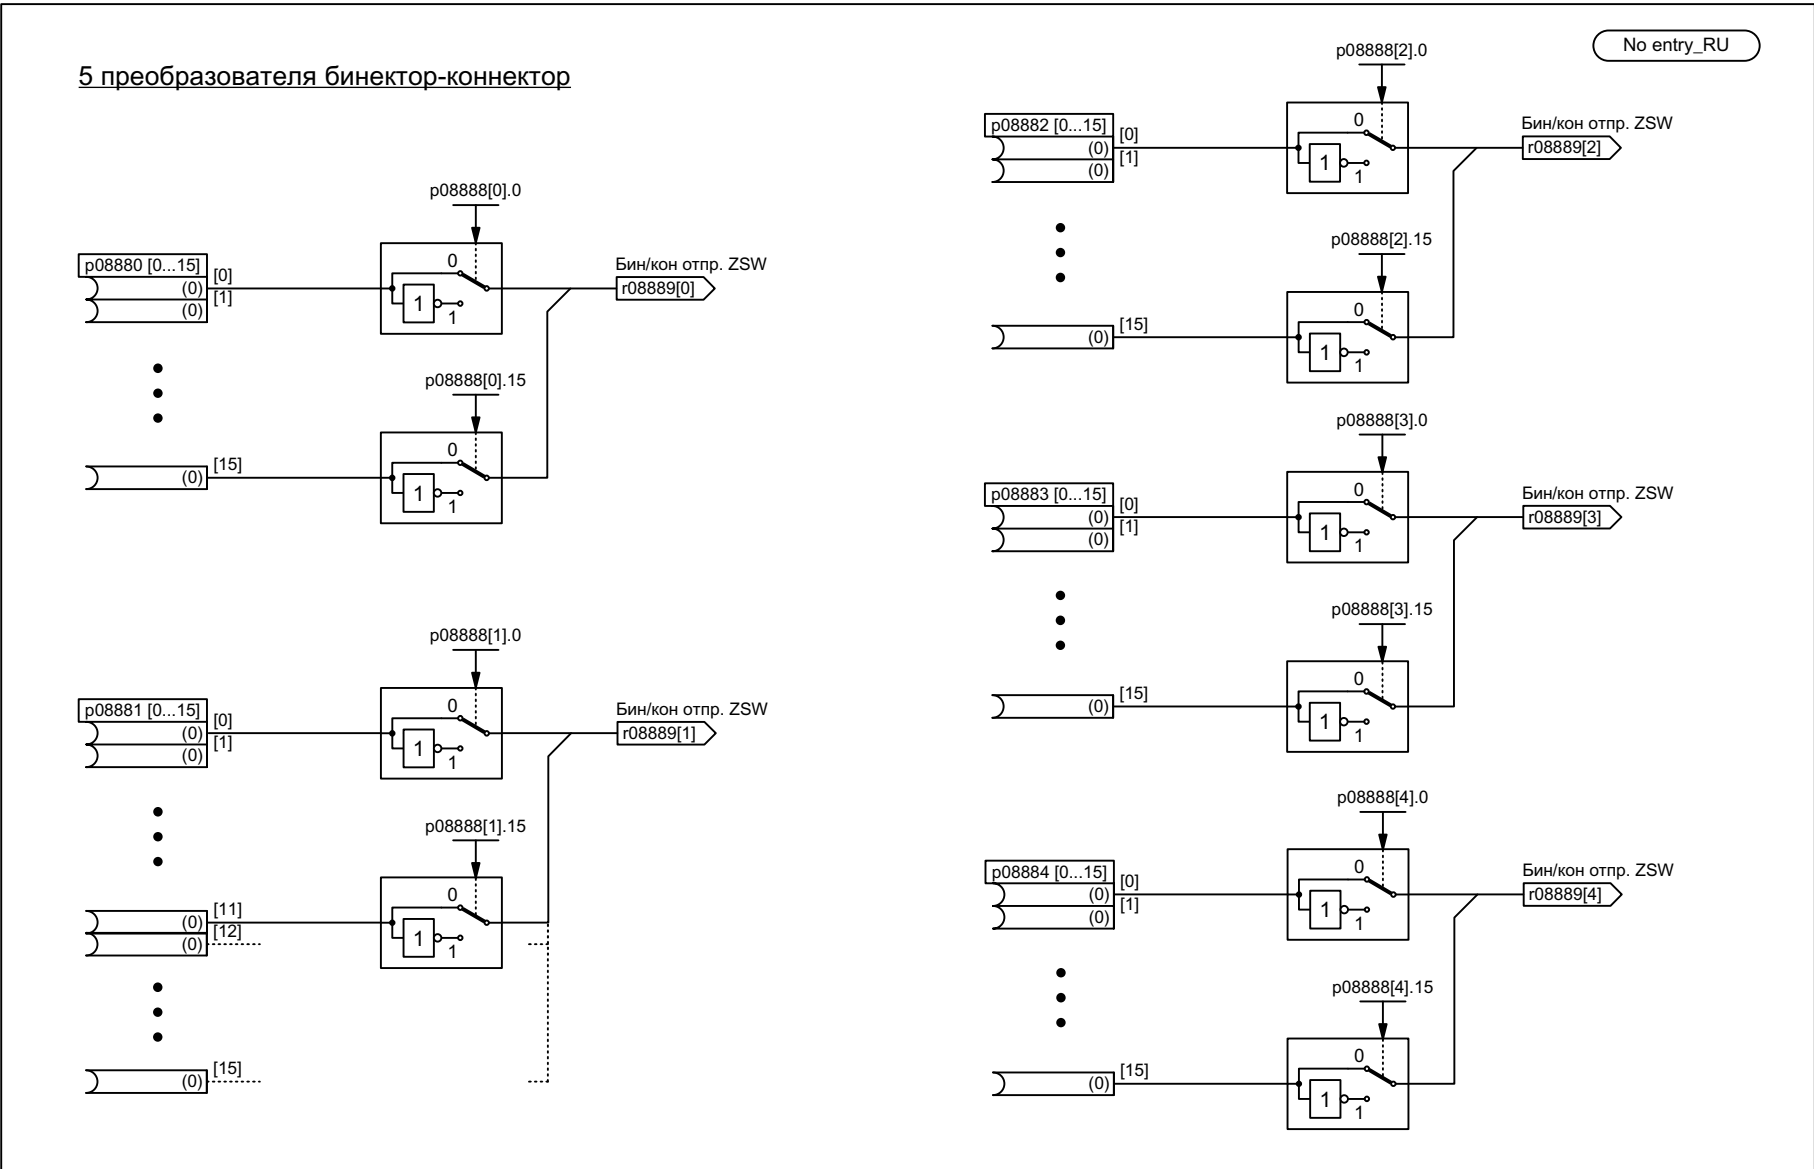 No entry_RU
5 преобразователя бинектор-коннектор
p08888[0].0
p08880 [0...15]
[0]
(0)
[1]
(0)
0
1
1
Бин/кон отпр. ZSW
r08889[0]
p08888[0].15
[15]
(0)
0
1
1
p08888[1].0
p08881 [0...15]
[0]
(0)
[1]
(0)
0
1
1
Бин/кон отпр. ZSW
r08889[1]
p08888[1].15
[11]
(0)
[12]
(0)
0
1
1
[15]
(0)
p08888[2].0
p08882 [0...15]
[0]
(0)
[1]
(0)
0
1
1
Бин/кон отпр. ZSW
r08889[2]
p08888[2].15
[15]
(0)
0
1
1
p08888[3].0
p08883 [0...15]
[0]
(0)
[1]
(0)
0
1
1
Бин/кон отпр. ZSW
r08889[3]
p08888[3].15
[15]
(0)
0
1
1
p08888[4].0
p08884 [0...15]
[0]
(0)
[1]
(0)
0
1
1
Бин/кон отпр. ZSW
r08889[4]
p08888[4].15
[15]
(0)
0
1
1